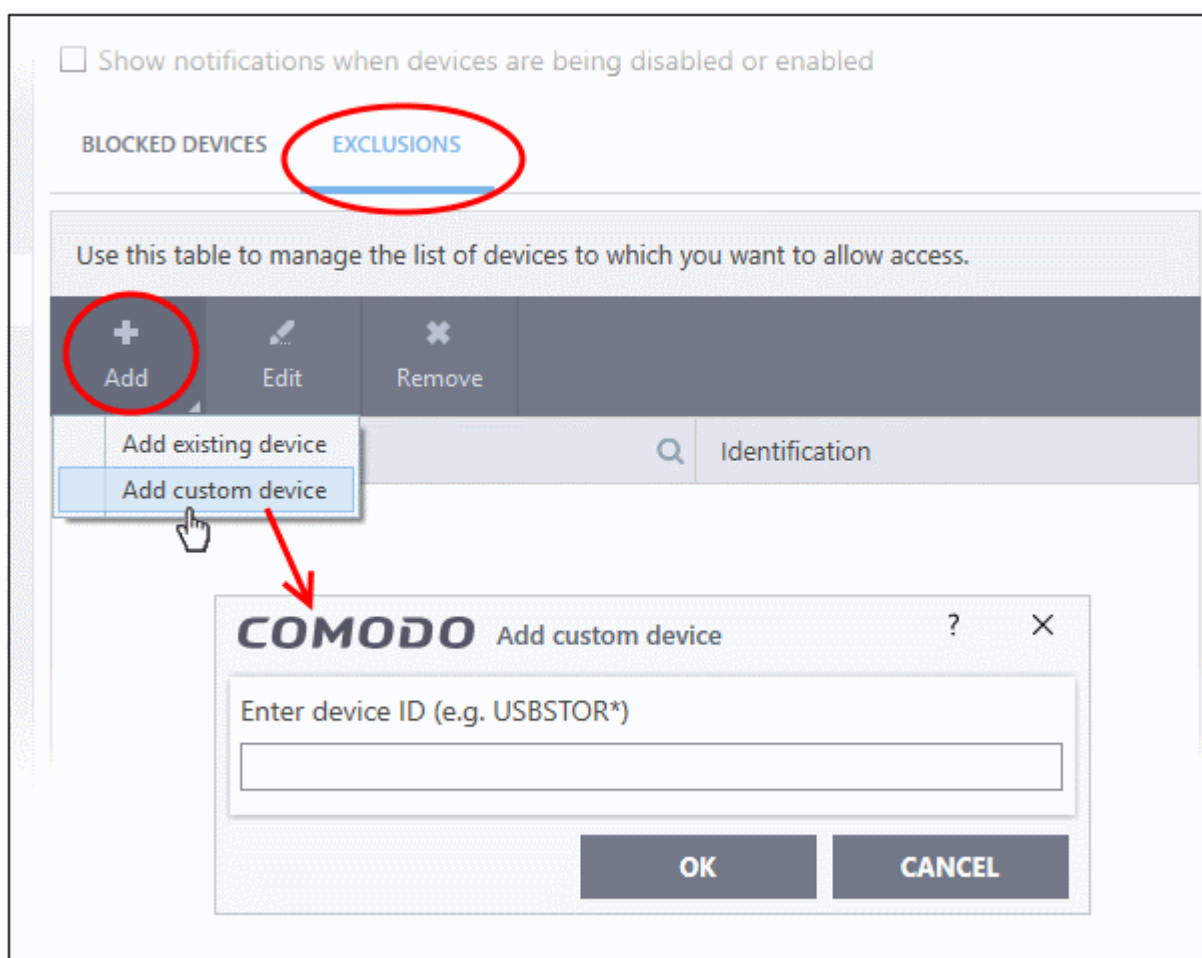 Show notifications when devices are being disabled or enabled
BLOCKED DEVICES EXCLUSIONS
Use this table to manage the list of devices to which you want to allow access.
Add Edit Remove
Add existing device
Identification
Add custom device
COMODO Add custom device ?
Enter device ID (e.g. USBSTOR*)
OK CANCEL